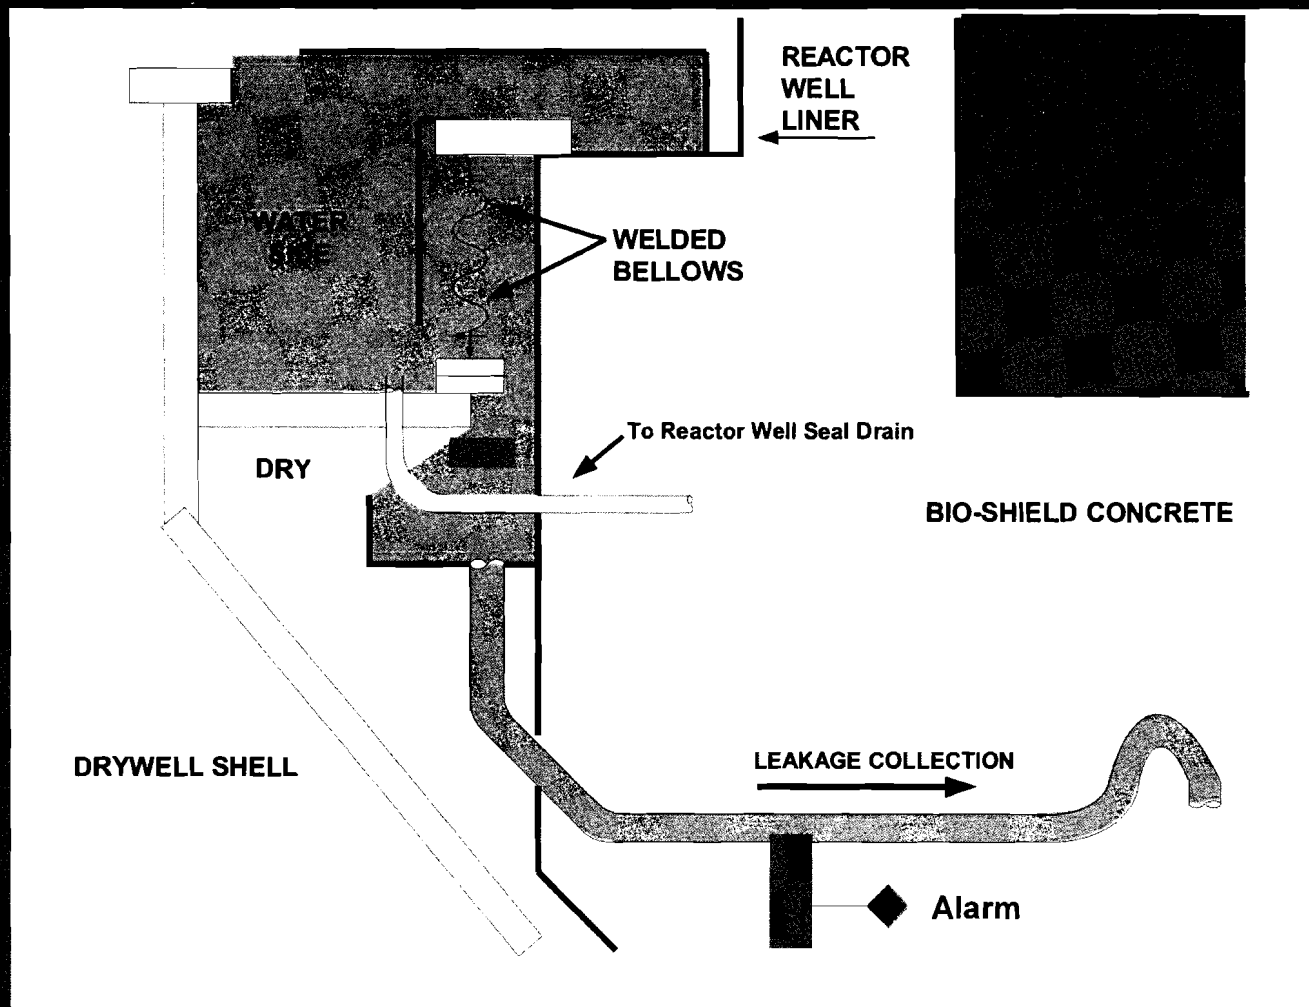 REACTOR
WELL
LINER
WATER
SIDE
WELDED
BELLOWS
To Reactor Well Seal Drain
DRY
BIO-SHIELD CONCRETE
DRYWELL SHELL
LEAKAGE COLLECTION
Alarm